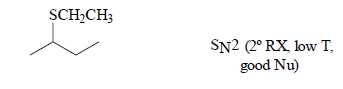 SCH₂CH₃
SN2 (2° RX, low T,
good Nu)